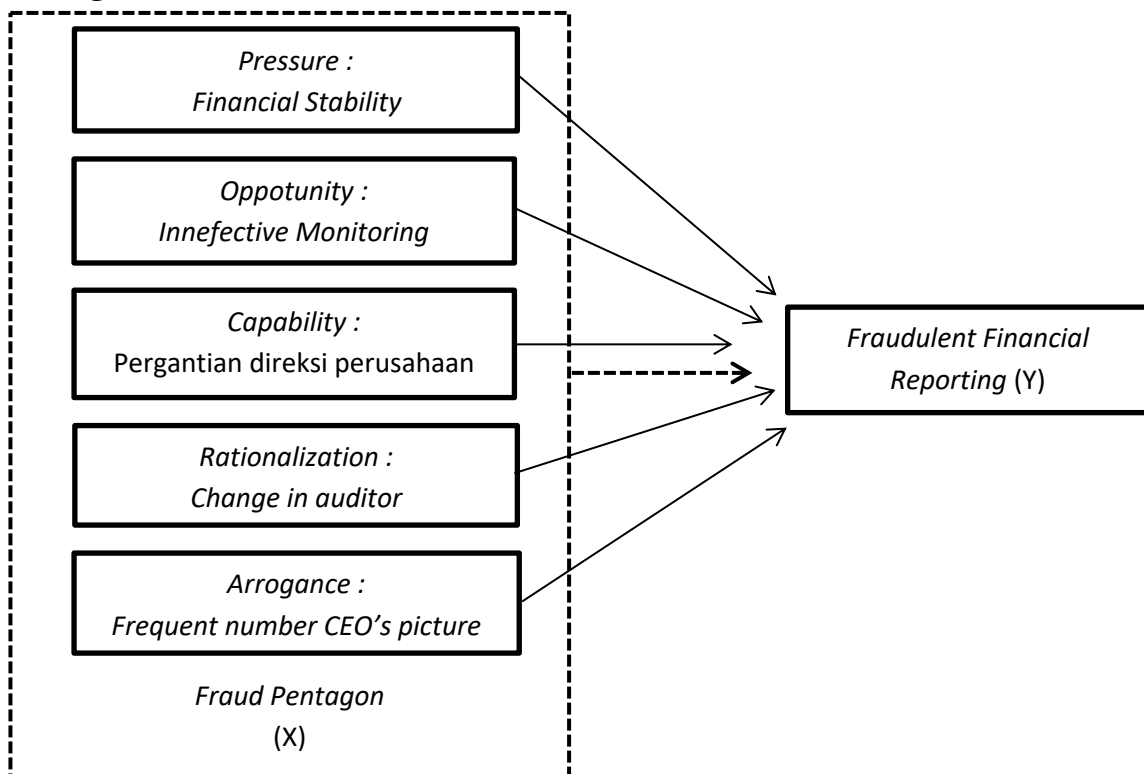 Pressure :
Financial Stability
Oppotunity :
Innefective Monitoring
Capability :
Pergantian direksi perusahaan
Rationalization :
Change in auditor
Arrogance :
Frequent number CEO’s picture
Fraud Pentagon
(X)
Fraudulent Financial
Reporting (Y)